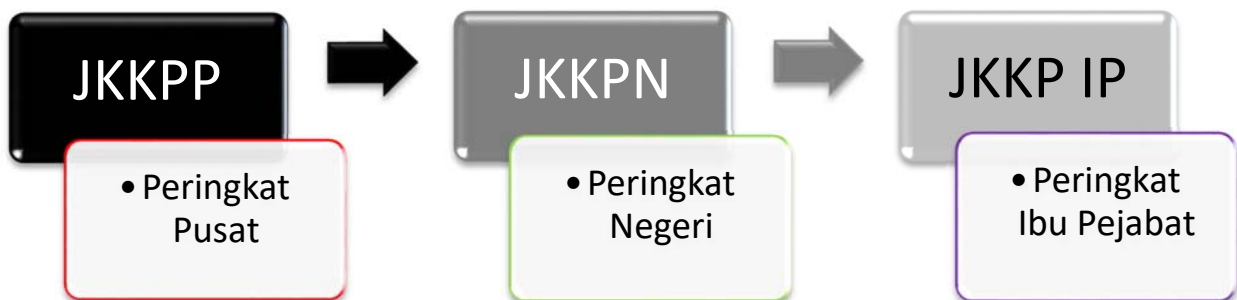 JKKPP
• Peringkat
Pusat
JKKPN
• Peringkat
Negeri
JKKP IP
• Peringkat
Ibu Pejabat